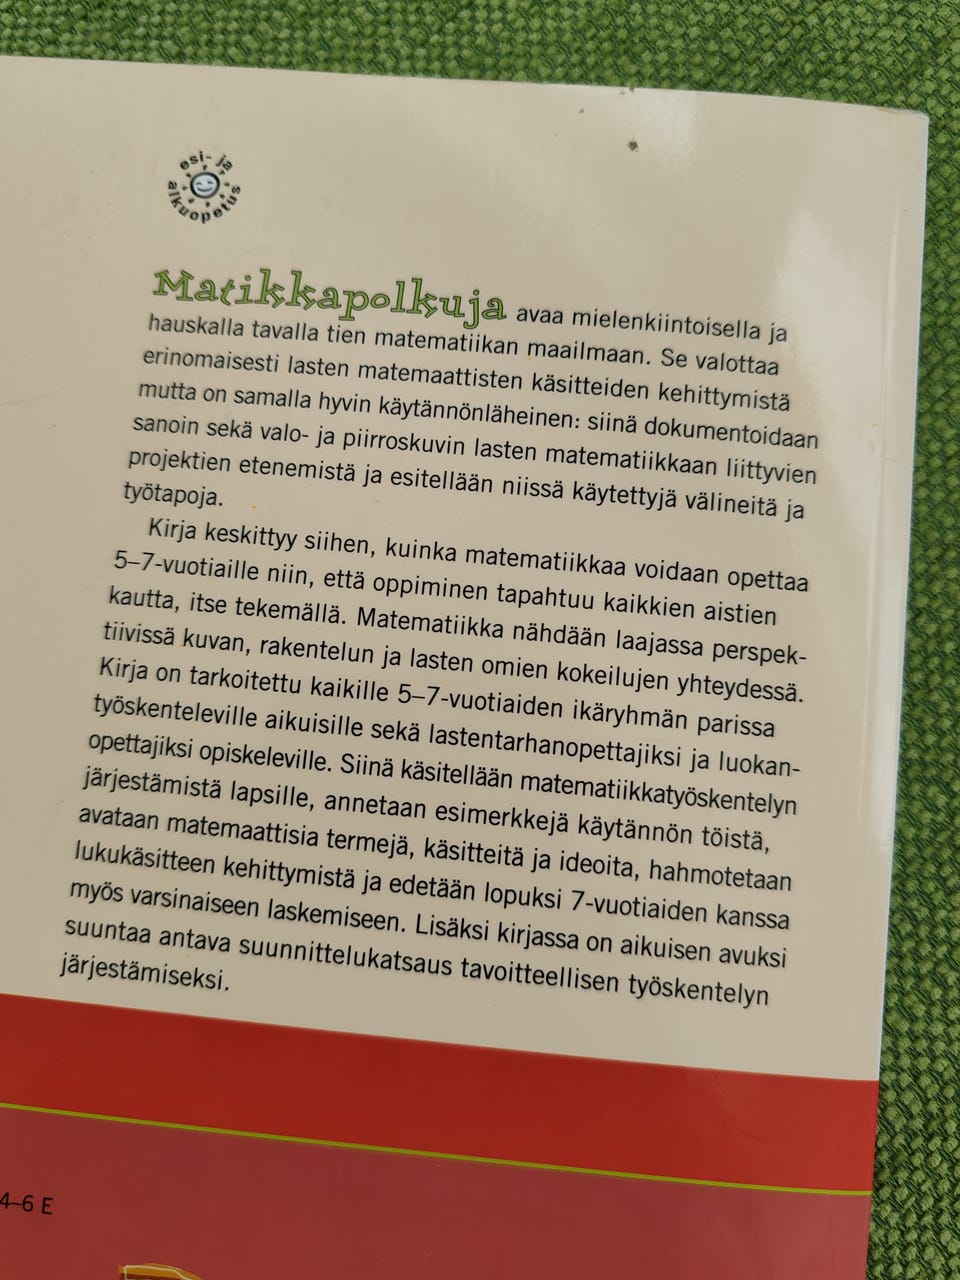 esi- ja
alkuopetus
Matikkapolkuja avaa mielenkiintoisella ja
hauskalla tavalla tien matematiikan maailmaan. Se valottaa
erinomaisesti lasten matemaattisten käsitteiden kehittymistä
mutta on samalla hyvin käytännönläheinen: siinä dokumentoidaan
sanoin sekä valo- ja piirroskuvin lasten matematiikkaan liittyvien
projektien etenemistä ja esitellään niissä käytettyjä välineitä ja
työtapoja.
Kirja keskittyy siihen, kuinka matematiikkaa voidaan opettaa
5–7-vuotiaille niin, että oppiminen tapahtuu kaikkien aistien
kautta, itse tekemällä. Matematiikka nähdään laajassa perspek-
tiivissä kuvan, rakentelun ja lasten omien kokeilujen yhteydessä.
Kirja on tarkoitettu kaikille 5–7-vuotiaiden ikäryhmän parissa
työskenteleville aikuisille sekä lastentarhanopettajiksi ja luokan-
opettajiksi opiskeleville. Siinä käsitellään matematiikkatyöskentelyn
järjestämistä lapsille, annetaan esimerkkejä käytännön töistä,
avataan matemaattisia termejä, käsitteitä ja ideoita, hahmotetaan
lukukäsitteen kehittymistä ja edetään lopuksi 7-vuotiaiden kanssa
myös varsinaiseen laskemiseen. Lisäksi kirjassa on aikuisen avuksi
suuntaa antava suunnittelukatsaus tavoitteellisen työskentelyn
järjestämiseksi.
4–6 E